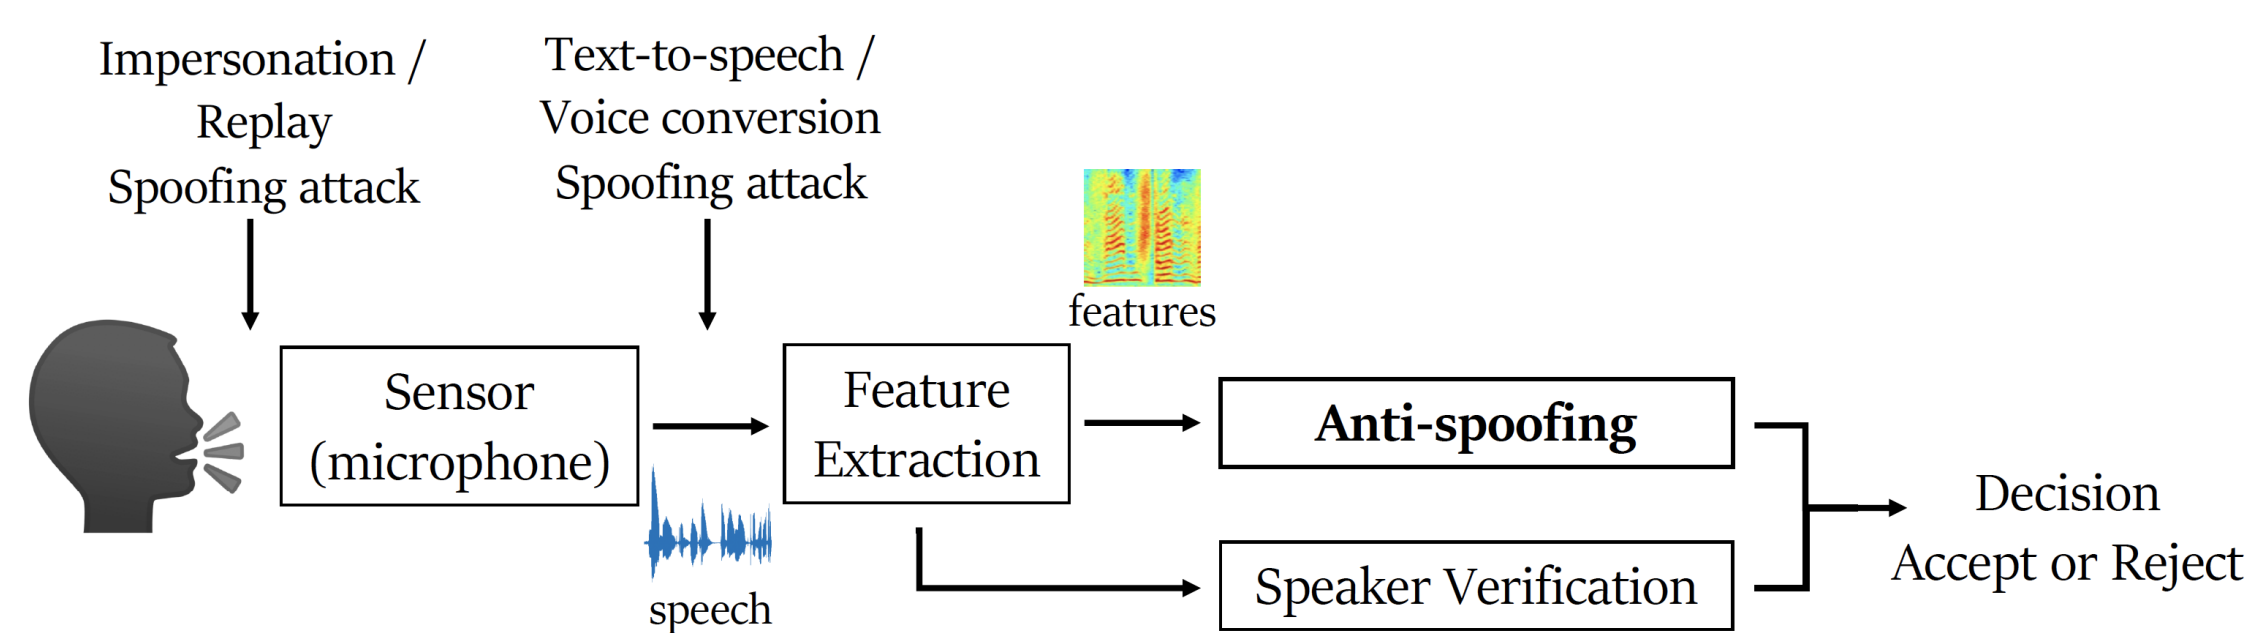 Impersonation /
Replay
Spoofing attack
Text-to-speech /
Voice conversion
Spoofing attack
features
Sensor
(microphone)
speech
Feature
Extraction
Anti-spoofing
Speaker Verification
Decision
Accept or Reject